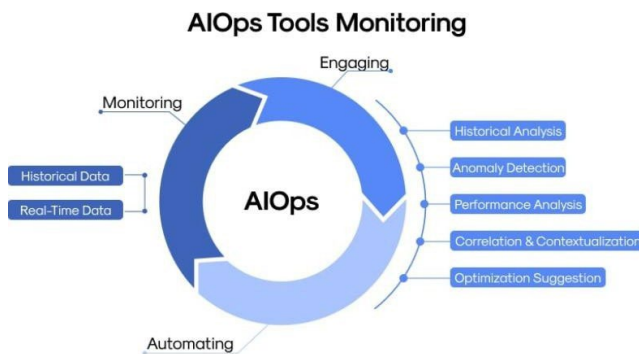 AIOps Tools Monitoring
Engaging
Monitoring
Historical Data
Real-Time Data
AIOps
Historical Analysis
Anomaly Detection
Performance Analysis
Correlation & Contextualization
Optimization Suggestion
Automating